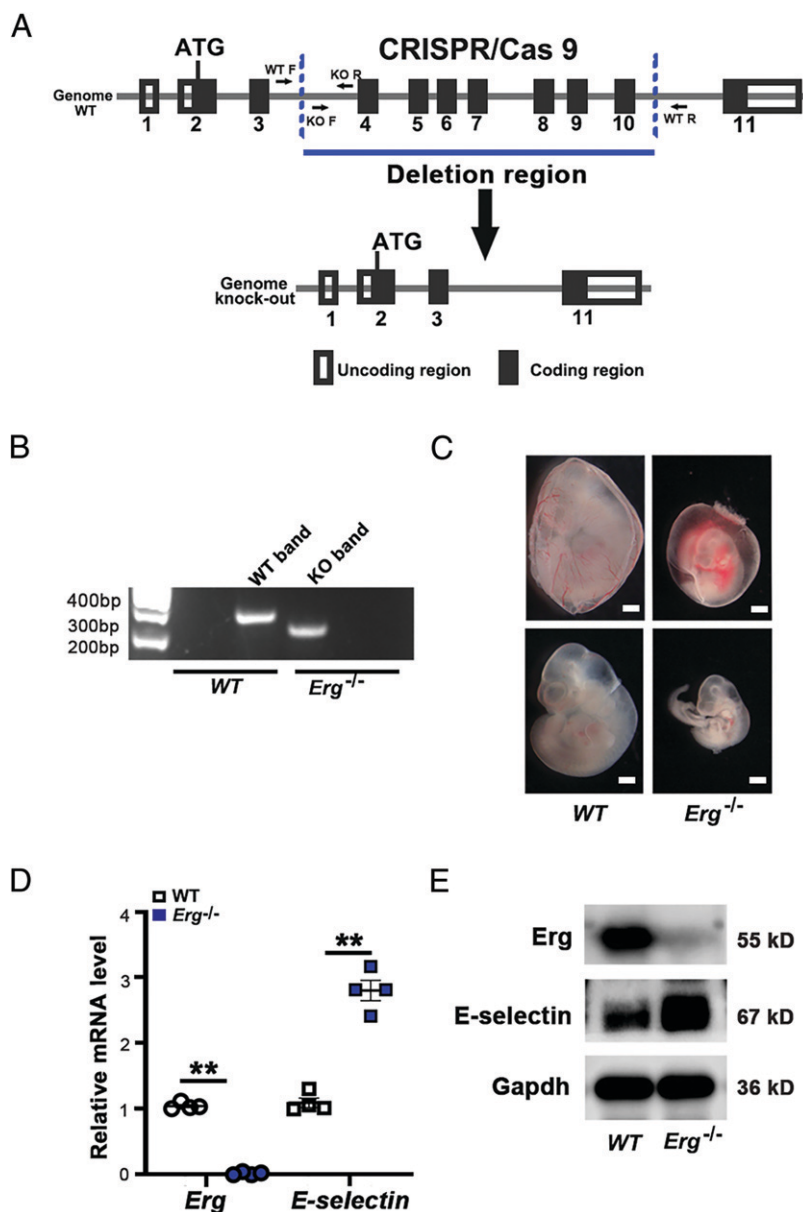 A
ATG
CRISPR/Cas 9
WT F
KO R
Genome
WT
KO F
WT R
1 2 3 4 5 6 7 8 9 10 11
Deletion region
ATG
Genome
knock-out
1 2 3 11
Uncoding region
Coding region
B
WT band
KO band
400bp
300bp
200bp
WT
Erg-/-
C
WT
Erg-/-
D
WT
Erg-/-
Relative mRNA level
4
3
2
1
0
**
**
Erg
E-selectin
E
Erg
55 kD
E-selectin
67 kD
Gapdh
36 kD
WT
Erg-/-